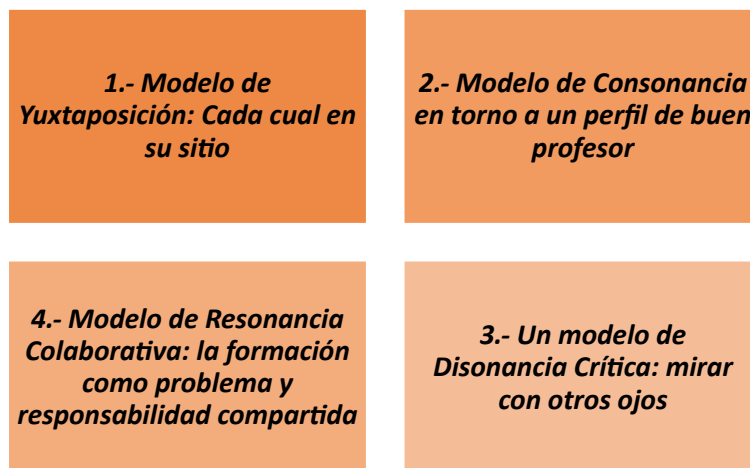 1.- Modelo de
Yuxtaposición: Cada cual en
su sitio
2.- Modelo de Consonancia
en torno a un perfil de buen
profesor
4.- Modelo de Resonancia
Colaborativa: la formación
como problema y
responsabilidad compartida
3.- Un modelo de
Disonancia Crítica: mirar
con otros ojos